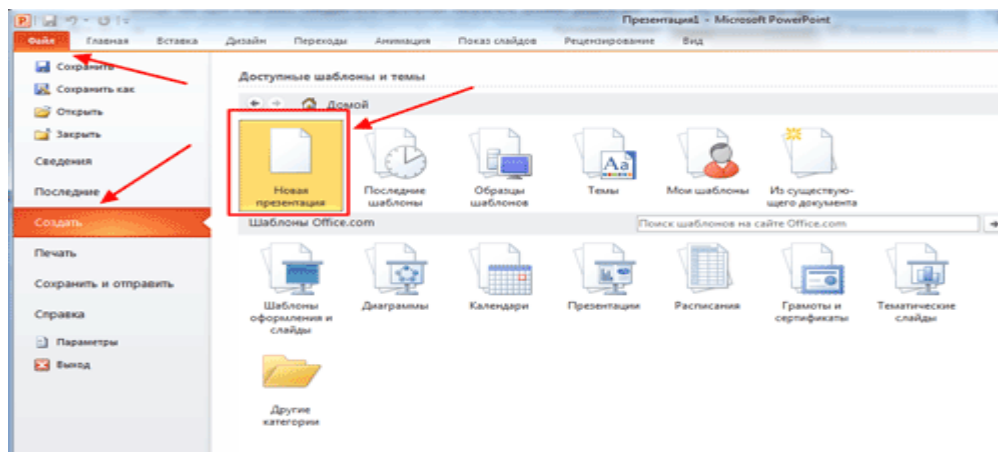 Презентация1 - Microsoft PowerPoint
Файл Главная Вставка Дизайн Переходы Анимация Показ слайдов Рецензирование Вид
Сохранить
Сохранить как
Открыть
Закрыть
Сведения
Последние
Создать
Печать
Сохранить и отправить
Справка
Параметры
Выход
Доступные шаблоны и темы
Домой
Новая
презентация
Последние
шаблоны
Образцы
шаблонов
Темы
Мои шаблоны
Из существую-
щего документа
Шаблоны Office.com
Поиск шаблонов на сайте Office.com
Шаблоны
оформления и
слайды
Диаграммы
Календари
Презентации
Расписания
Грамоты и
сертификаты
Тематические
слайды
Другие
категории